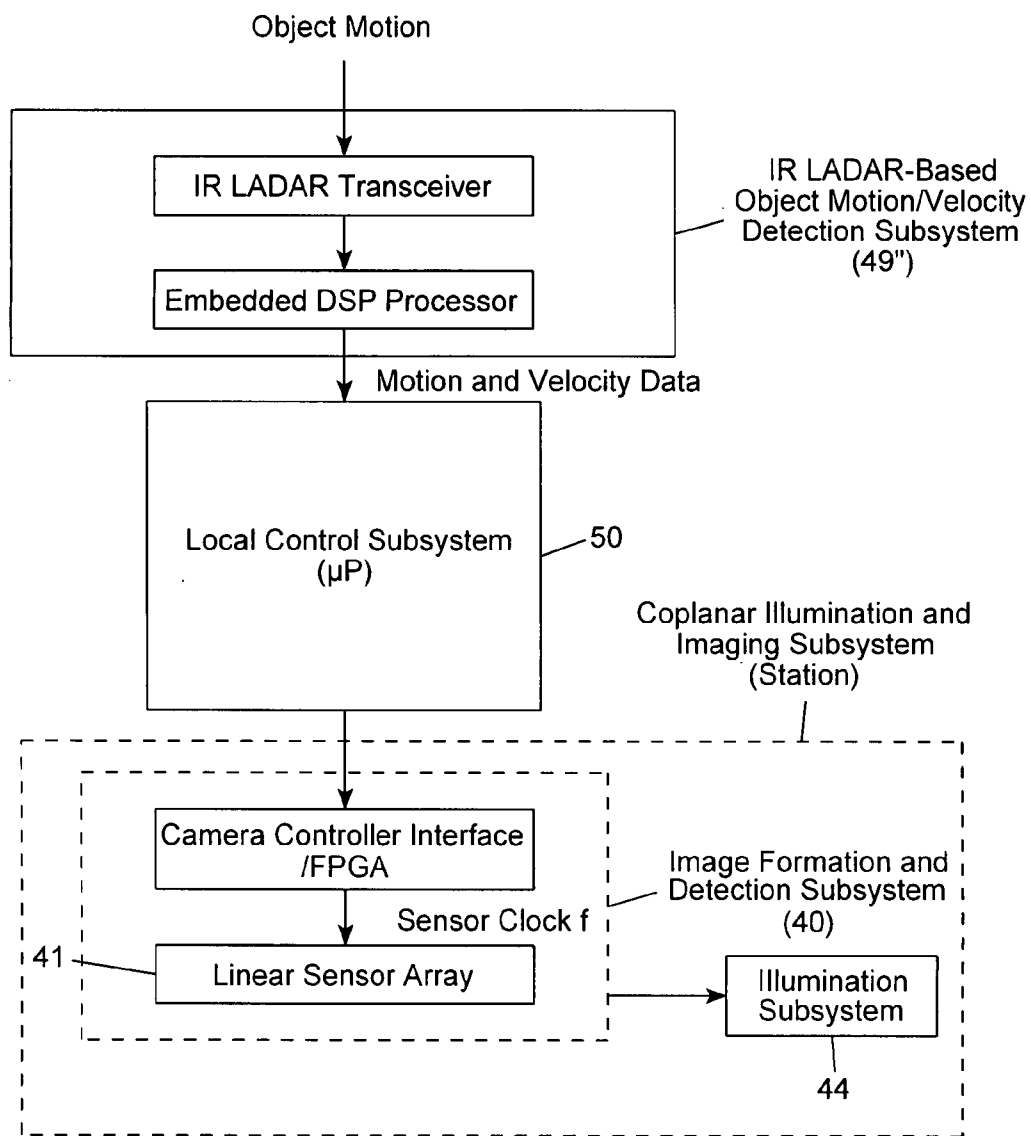 Object Motion
IR LADAR Transceiver
IR LADAR-Based
Object Motion/Velocity
Detection Subsystem
(49")
Embedded DSP Processor
Motion and Velocity Data
Local Control Subsystem
(µP)
50
Coplanar Illumination and
Imaging Subsystem
(Station)
Camera Controller Interface
/FPGA
Image Formation and
Detection Subsystem
(40)
Sensor Clock f
41
Linear Sensor Array
Illumination
Subsystem
44